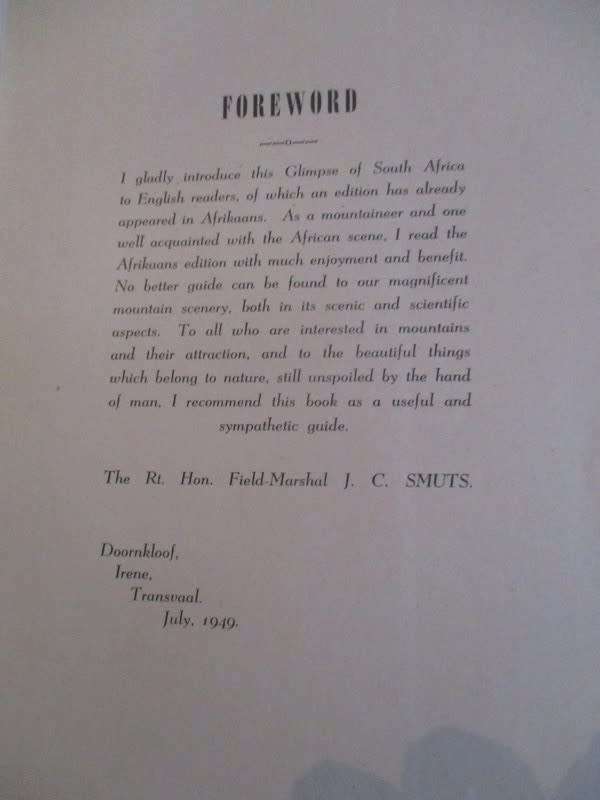 FOREWORD
I gladly introduce this Glimpse of South Africa
to English readers, of which an edition has already
appeared in Afrikaans. As a mountaineer and one
well acquainted with the African scene, I read the
Afrikaans edition with much enjoyment and benefit.
No better guide can be found to our magnificent
mountain scenery, both in its scenic and scientific
aspects. To all who are interested in mountains
and their attraction, and to the beautiful things
which belong to nature, still unspoiled by the hand
of man, I recommend this book as a useful and
sympathetic guide.
The Rt. Hon. Field-Marshal J. C. SMUTS.
Doornkloof,
Irene,
Transvaal.
July, 1949.